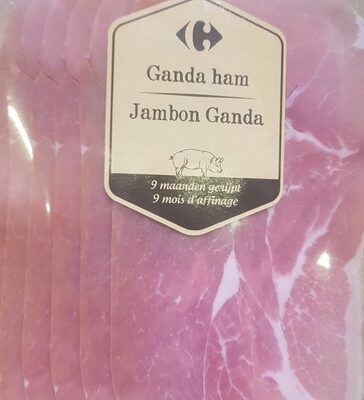 Ganda ham
Jambon Ganda
9 maanden gerijpt
9 mois d'affinage